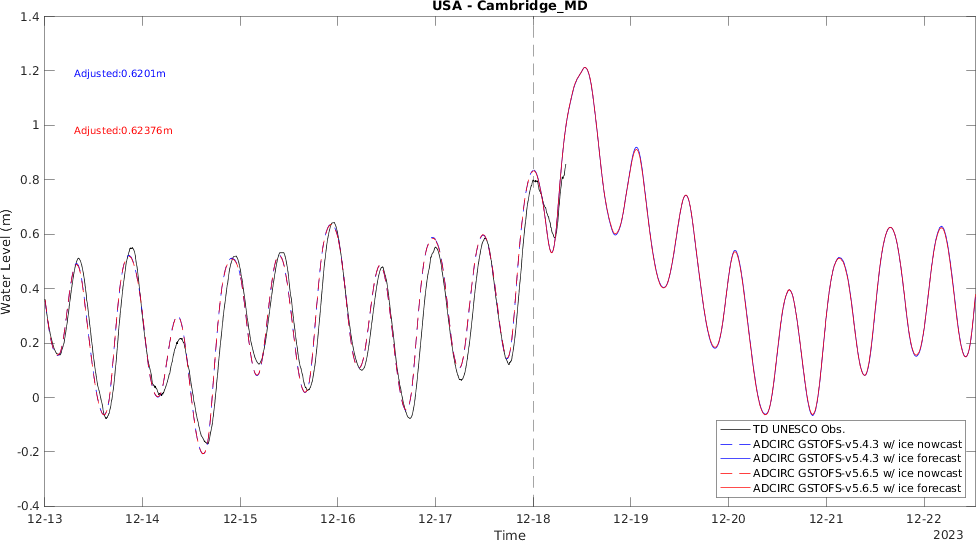 USA - Cambridge_MD
1.4
1.2
1
0.8
0.6
0.4
0.2
0
-0.2
-0.4
Water Level (m)
Adjusted:0.6201m
Adjusted:0.62376m
TD UNESCO Obs.
ADCIRC GSTOFS-v5.4.3 w/ ice nowcast
ADCIRC GSTOFS-v5.4.3 w/ ice forecast
ADCIRC GSTOFS-v5.6.5 w/ ice nowcast
ADCIRC GSTOFS-v5.6.5 w/ ice forecast
12-13 12-14 12-15 12-16 12-17 12-18 12-19 12-20 12-21 12-22
Time
2023